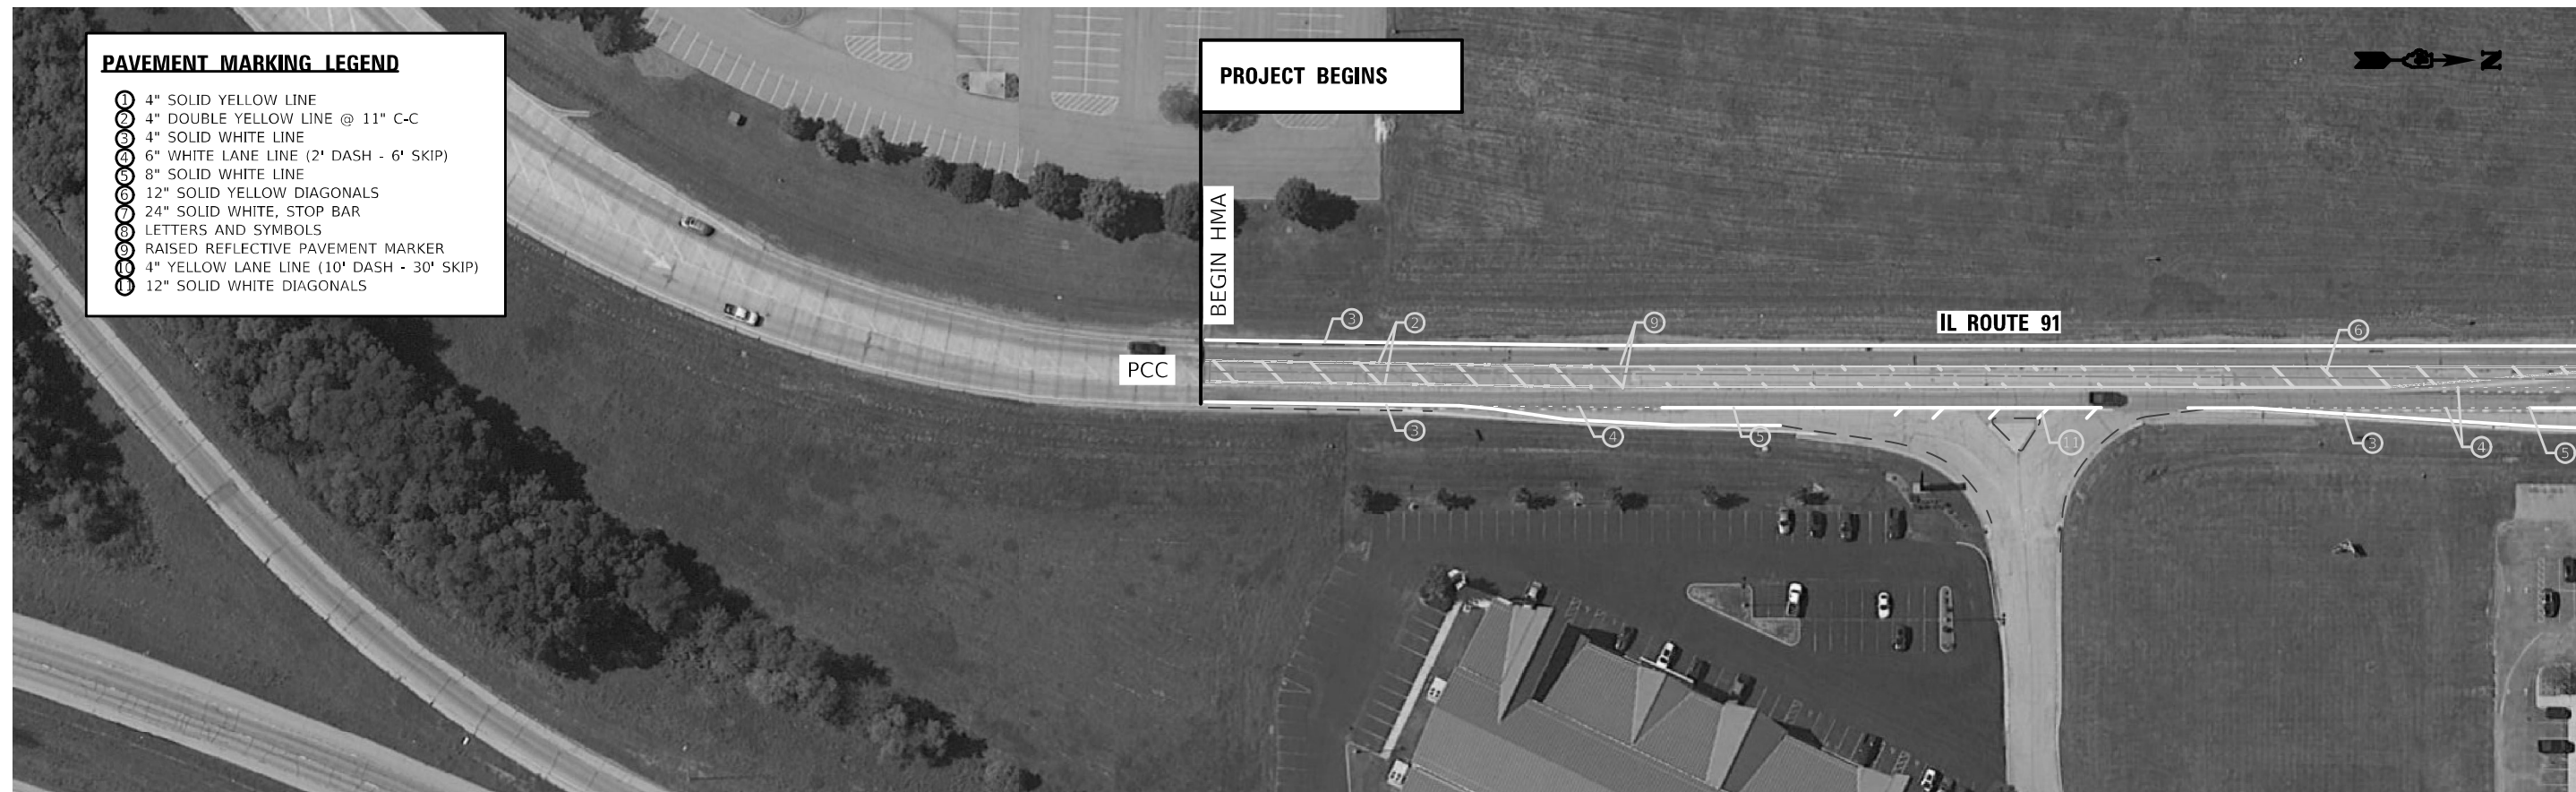 PAVEMENT MARKING LEGEND
1 4" SOLID YELLOW LINE
2 4" DOUBLE YELLOW LINE @ 11" C-C
3 4" SOLID WHITE LINE
4 6" WHITE LANE LINE (2' DASH - 6' SKIP)
5 8" SOLID WHITE LINE
6 12" SOLID YELLOW DIAGONALS
7 24" SOLID WHITE, STOP BAR
8 LETTERS AND SYMBOLS
9 RAISED REFLECTIVE PAVEMENT MARKER
10 4" YELLOW LANE LINE (10' DASH - 30' SKIP)
11 12" SOLID WHITE DIAGONALS
PROJECT BEGINS
N
BEGIN HMA
PCC
IL ROUTE 91
3
2
9
6
3
4
5
11
3
4
5